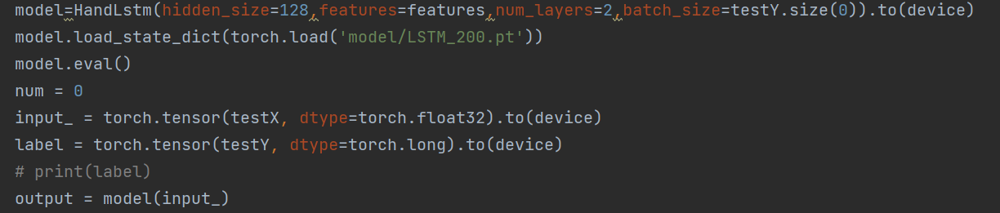 model=HandLstm(hidden_size=128,features=features,num_layers=2,batch_size=testY.size(0)).to(device)
model.load_state_dict(torch.load('model/LSTM_200.pt'))
model.eval()
num = 0
input_ = torch.tensor(testX, dtype=torch.float32).to(device)
label = torch.tensor(testY, dtype=torch.long).to(device)
# print(label)
output = model(input_)